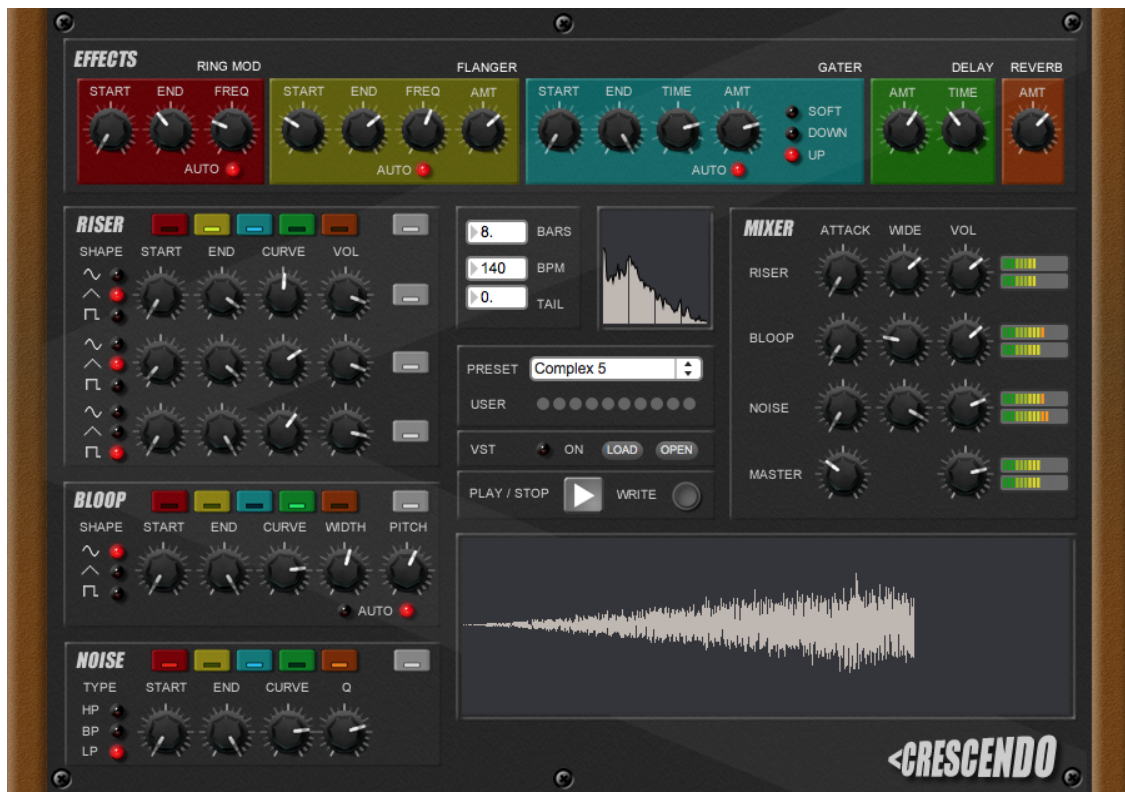 EFFECTS
RING MOD FLANGER GATER DELAY REVERB
START END FREQ START END FREQ AMT START END TIME AMT AMT TIME AMT
SOFT
DOWN
UP
AUTO AUTO AUTO
RISER
SHAPE START END CURVE VOL
8. BARS
140 BPM
0. TAIL
MIXER ATTACK WIDE VOL
RISER
BLOOP
NOISE
MASTER
PRESET Complex 5
USER
VST ON LOAD OPEN
PLAY / STOP WRITE
BLOOP
SHAPE START END CURVE WIDTH PITCH
AUTO
NOISE
TYPE START END CURVE Q
HP
BP
LP
<CRESCENDO